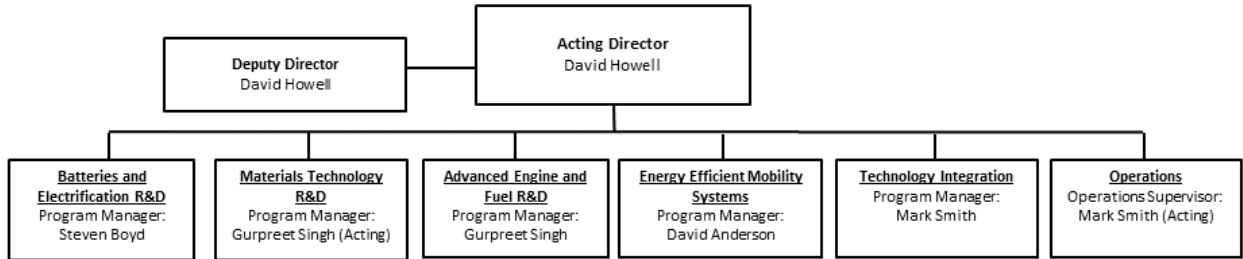 Acting Director
David Howell
Deputy Director
David Howell
Batteries and
Electrification R&D
Program Manager:
Steven Boyd
Materials Technology
R&D
Program Manager:
Gurpreet Singh (Acting)
Advanced Engine and
Fuel R&D
Program Manager:
Gurpreet Singh
Energy Efficient Mobility
Systems
Program Manager:
David Anderson
Technology Integration
Program Manager:
Mark Smith
Operations
Operations Supervisor:
Mark Smith (Acting)